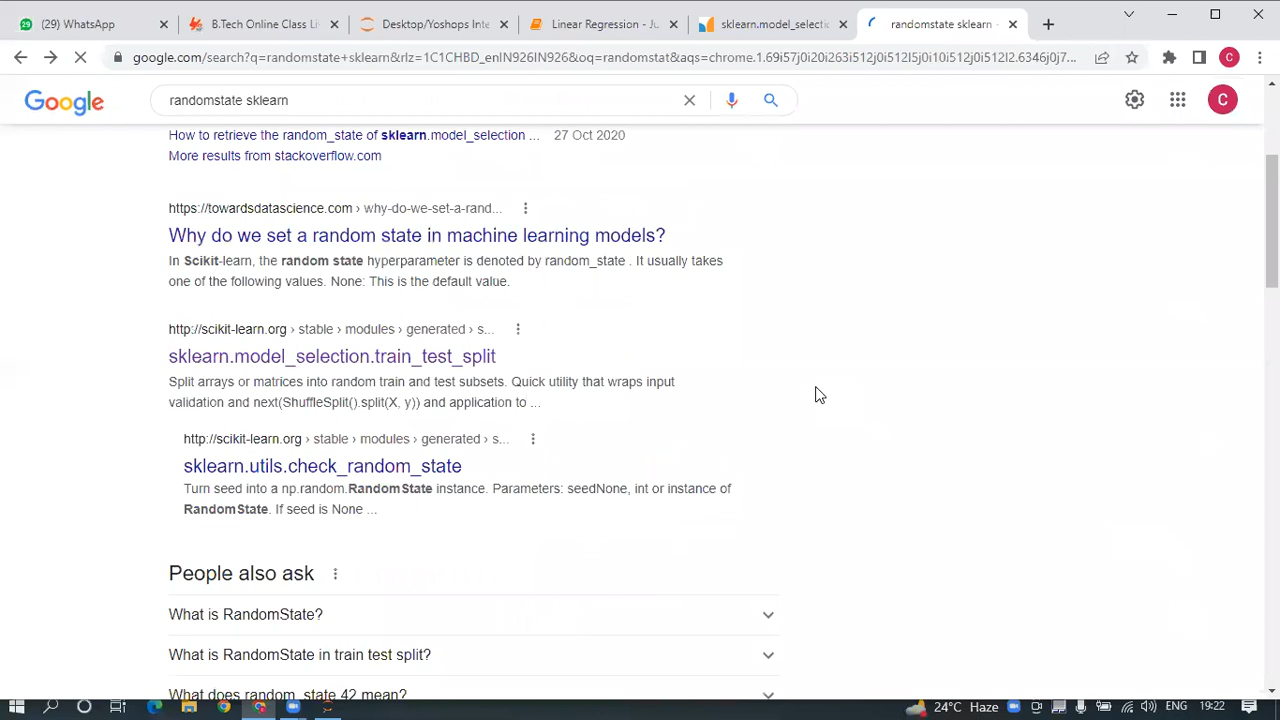 (29) WhatsApp
B.Tech Online Class Li
Desktop/Yoshops Inte
Linear Regression - Ju
sklearn.model_selectio
randomstate sklearn -
google.com/search?q=randomstate+sklearn&rlz=1C1CHBD_enIN926IN926&oq=randomstat&aqs=chrome.1.69i57j0i20i263i512j0i512l5j0i10i512j0i512l2.6346j0j7...
C
Google
randomstate sklearn
C
How to retrieve the random_state of sklearn.model_selection ... 27 Oct 2020
More results from stackoverflow.com
https://towardsdatascience.com › why-do-we-set-a-rand...
Why do we set a random state in machine learning models?
In Scikit-learn, the random state hyperparameter is denoted by random_state . It usually takes
one of the following values. None: This is the default value.
http://scikit-learn.org › stable › modules › generated › s...
sklearn.model_selection.train_test_split
Split arrays or matrices into random train and test subsets. Quick utility that wraps input
validation and next(ShuffleSplit().split(X, y)) and application to ...
http://scikit-learn.org › stable › modules › generated › s...
sklearn.utils.check_random_state
Turn seed into a np.random.RandomState instance. Parameters: seedNone, int or instance of
RandomState. If seed is None ...
People also ask
What is RandomState?
What is RandomState in train test split?
What does random_state 42 mean?
24°C Haze
ENG
19:22